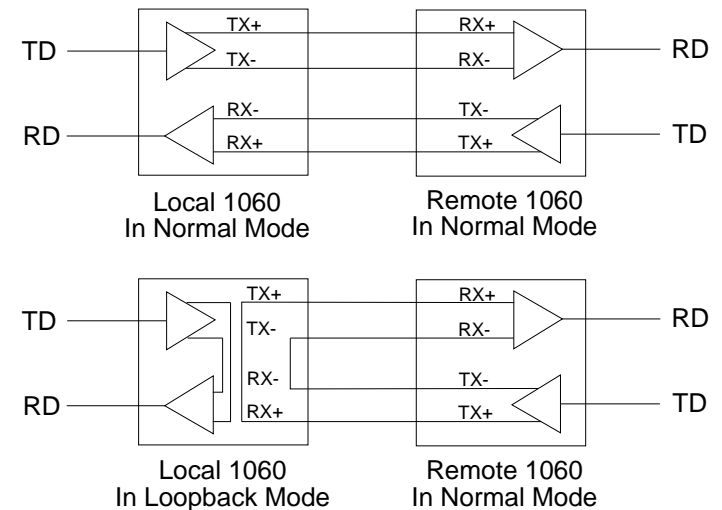 TX+ RX+
TD RD
TX- RX-
RX- TX-
RD TD
RX+ TX+
Local 1060 Remote 1060
In Normal Mode In Normal Mode
TX+ RX+
TD RD
TX- RX-
RX- TX-
RD TD
RX+ TX+
Local 1060 Remote 1060
In Loopback Mode In Normal Mode